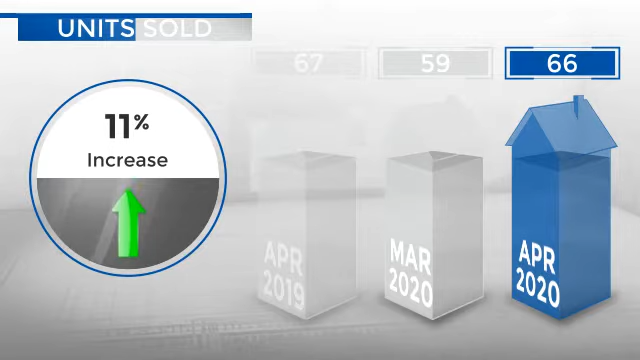 UNITS SOLD
67
59
66
11%
Increase
APR
2019
MAR
2020
APR
2020